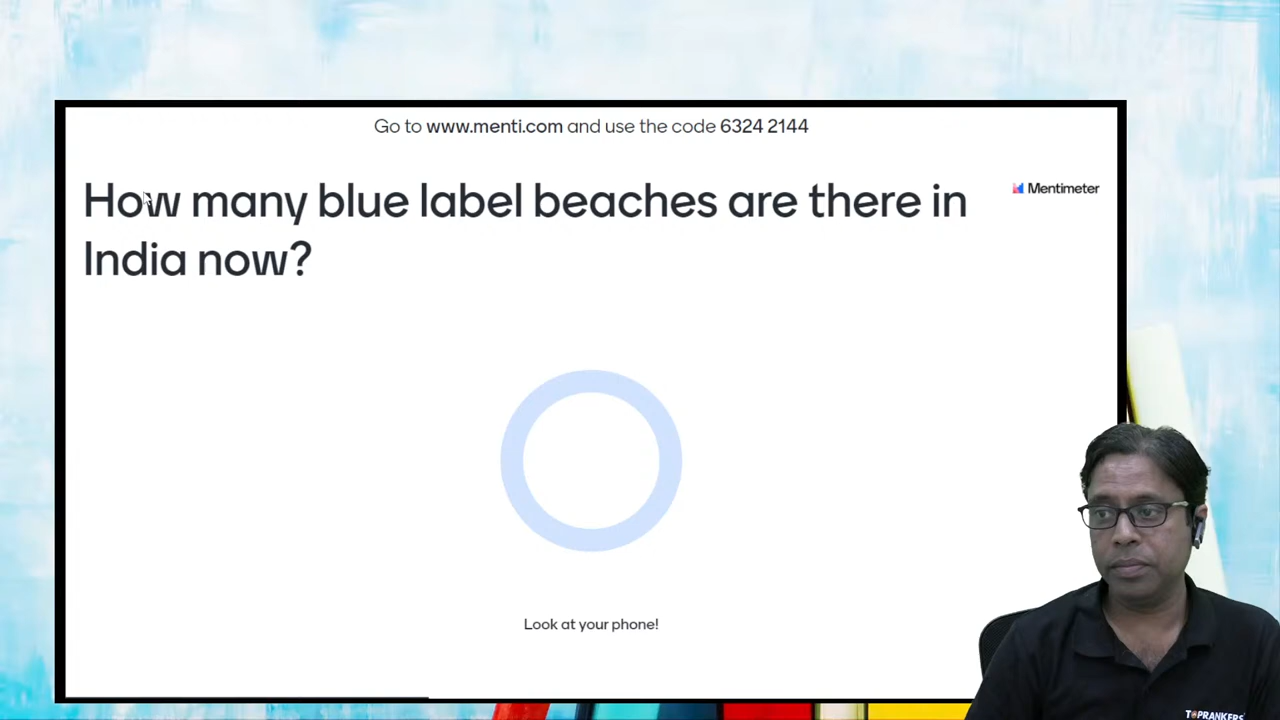 Go to www.menti.com and use the code 6324 2144
How many blue label beaches are there in
Mentimeter
India now?
Look at your phone!
TOPRANKERS